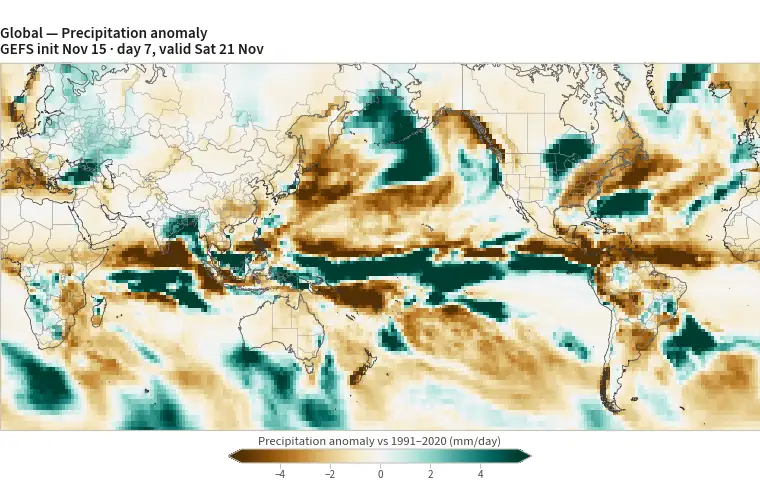 Global — Precipitation anomaly
GEFS init Nov 15 · day 7, valid Sat 21 Nov
Precipitation anomaly vs 1991–2020 (mm/day)
−4 −2 0 2 4